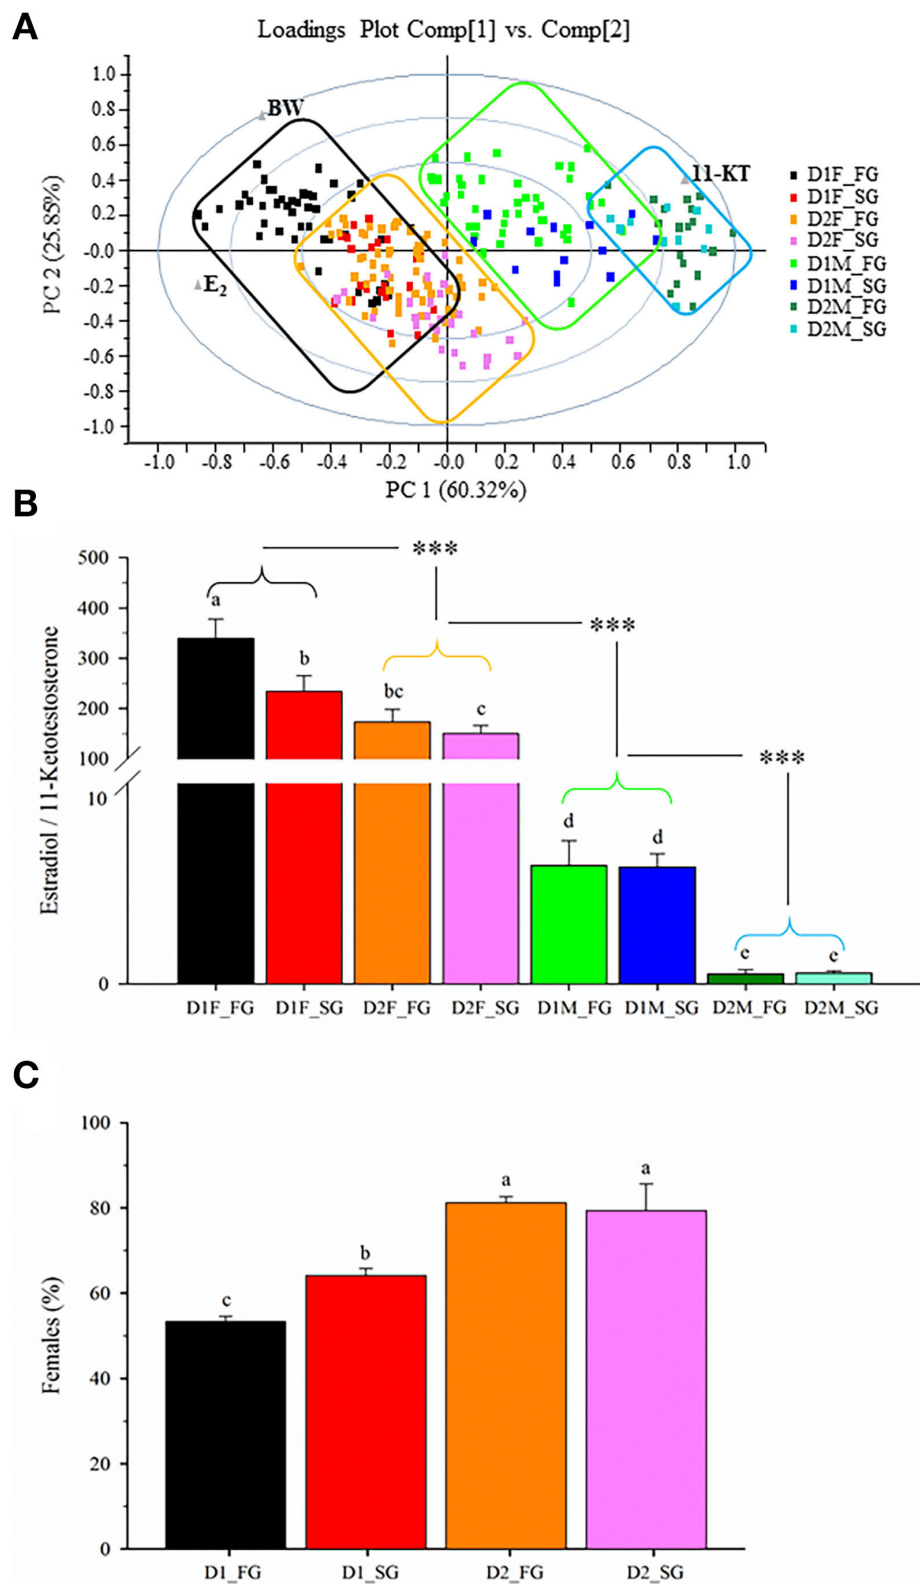 A
Loadings Plot Comp[1] vs. Comp[2]
1.0
0.8
0.6
0.4
0.2
-0.0
-0.2
-0.4
-0.6
-0.8
-1.0
PC 2 (25.85%)
BW
E2
11-KT
-1.0 -0.8 -0.6 -0.4 -0.2 -0.0 0.2 0.4 0.6 0.8 1.0
PC 1 (60.32%)
D1F_FG
D1F_SG
D2F_FG
D2F_SG
D1M_FG
D1M_SG
D2M_FG
D2M_SG
B
Estradiol / 11-Ketotestosterone
500
400
300
200
100
10
0
***
***
***
a
b
bc
c
d
d
e
e
D1F_FG D1F_SG D2F_FG D2F_SG D1M_FG D1M_SG D2M_FG D2M_SG
C
Females (%)
100
80
60
40
20
0
c
b
a
a
D1_FG D1_SG D2_FG D2_SG